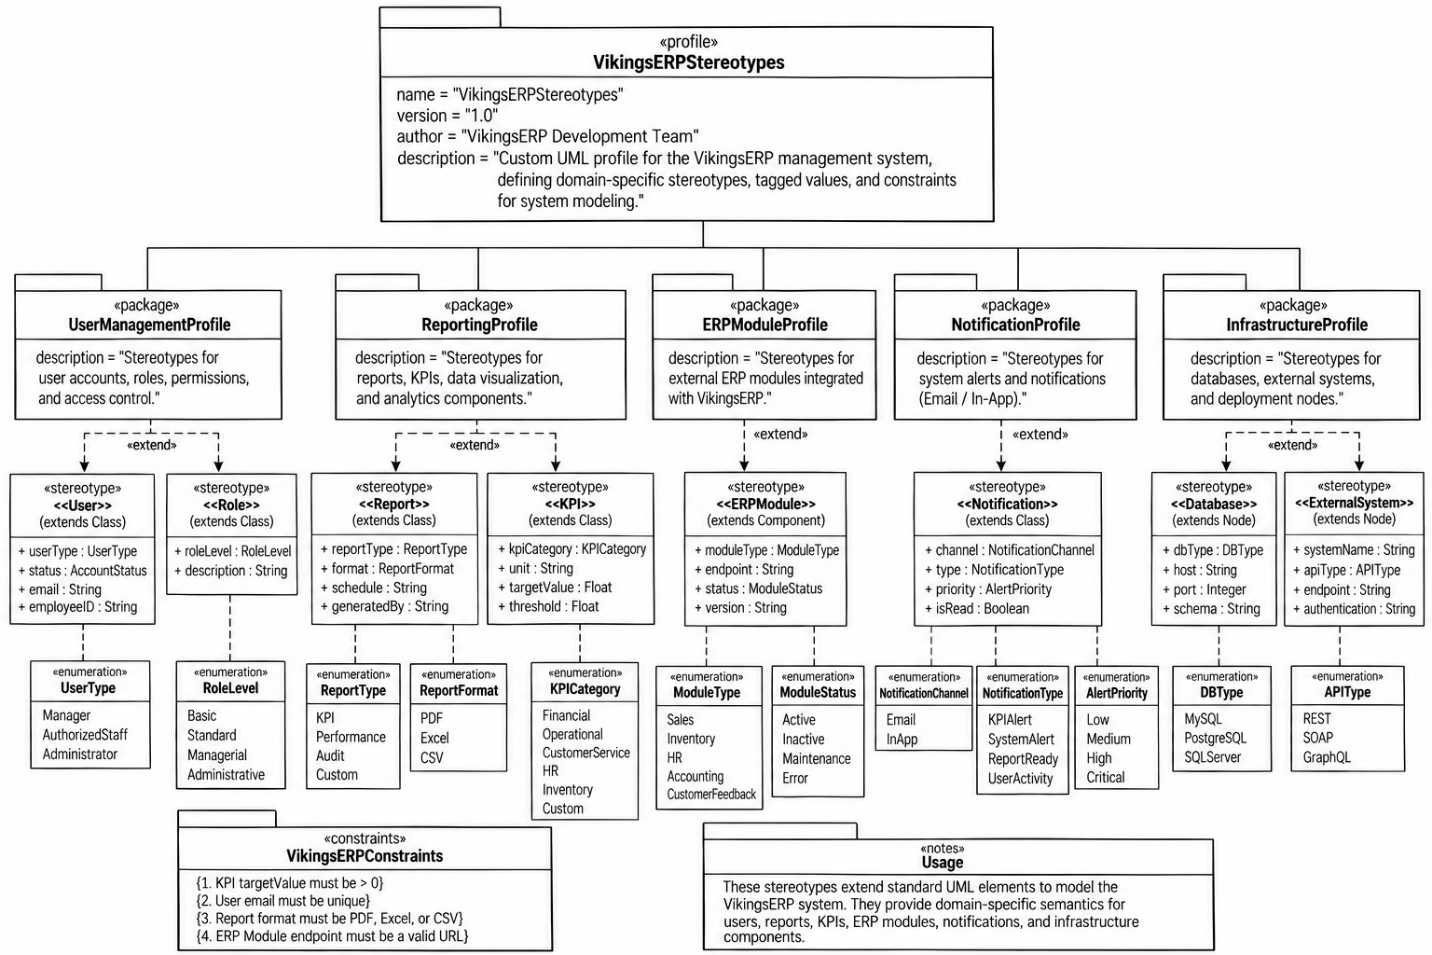 «profile»
VikingsERPStereotypes
name = "VikingsERPStereotypes"
version = "1.0"
author = "VikingsERP Development Team"
description = "Custom UML profile for the VikingsERP management system,
defining domain-specific stereotypes, tagged values, and constraints
for system modeling."
«package»
UserManagementProfile
description = "Stereotypes for
user accounts, roles, permissions,
and access control."
«package»
ReportingProfile
description = "Stereotypes for
reports, KPIs, data visualization,
and analytics components."
«package»
ERPModuleProfile
description = "Stereotypes for
external ERP modules integrated
with VikingsERP."
«package»
NotificationProfile
description = "Stereotypes for
system alerts and notifications
(Email / In-App)."
«package»
InfrastructureProfile
description = "Stereotypes for
databases, external systems,
and deployment nodes."
«extend»
«extend»
«extend»
«extend»
«extend»
«stereotype»
<<User>>
(extends Class)
+ userType : UserType
+ status : AccountStatus
+ email : String
+ employeeID : String
«stereotype»
<<Role>>
(extends Class)
+ roleLevel : RoleLevel
+ description : String
«stereotype»
<<Report>>
(extends Class)
+ reportType : ReportType
+ format : ReportFormat
+ schedule : String
+ generatedBy : String
«stereotype»
<<KPI>>
(extends Class)
+ kpiCategory : KPICategory
+ unit : String
+ targetValue : Float
+ threshold : Float
«stereotype»
<<ERPModule>>
(extends Component)
+ moduleType : ModuleType
+ endpoint : String
+ status : ModuleStatus
+ version : String
«stereotype»
<<Notification>>
(extends Class)
+ channel : NotificationChannel
+ type : NotificationType
+ priority : AlertPriority
+ isRead : Boolean
«stereotype»
<<Database>>
(extends Node)
+ dbType : DBType
+ host : String
+ port : Integer
+ schema : String
«stereotype»
<<ExternalSystem>>
(extends Node)
+ systemName : String
+ apiType : APIType
+ endpoint : String
+ authentication : String
«enumeration»
UserType
Manager
AuthorizedStaff
Administrator
«enumeration»
RoleLevel
Basic
Standard
Managerial
Administrative
«enumeration»
ReportType
KPI
Performance
Audit
Custom
«enumeration»
ReportFormat
PDF
Excel
CSV
«enumeration»
KPICategory
Financial
Operational
CustomerService
HR
Inventory
Custom
«enumeration»
ModuleType
Sales
Inventory
HR
Accounting
CustomerFeedback
«enumeration»
ModuleStatus
Active
Inactive
Maintenance
Error
«enumeration»
NotificationChannel
Email
InApp
«enumeration»
NotificationType
KPIAlert
SystemAlert
ReportReady
UserActivity
«enumeration»
AlertPriority
Low
Medium
High
Critical
«enumeration»
DBType
MySQL
PostgreSQL
SQLServer
«enumeration»
APIType
REST
SOAP
GraphQL
«constraints»
VikingsERPConstraints
{1. KPI targetValue must be > 0}
{2. User email must be unique}
{3. Report format must be PDF, Excel, or CSV}
{4. ERP Module endpoint must be a valid URL}
«notes»
Usage
These stereotypes extend standard UML elements to model the
VikingsERP system. They provide domain-specific semantics for
users, reports, KPIs, ERP modules, notifications, and infrastructure
components.